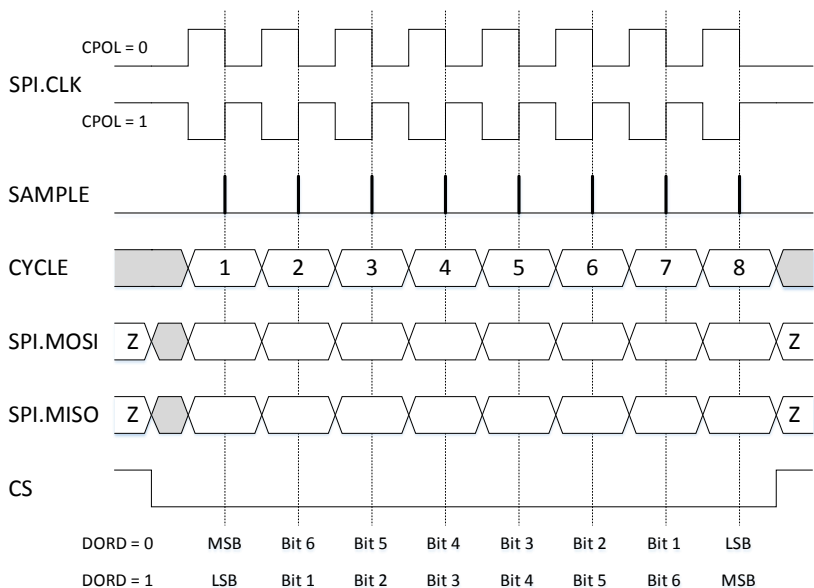 CPOL = 0
SPI.CLK
CPOL = 1
SAMPLE
CYCLE 1 2 3 4 5 6 7 8
SPI.MOSI Z Z
SPI.MISO Z Z
CS
DORD = 0 MSB Bit 6 Bit 5 Bit 4 Bit 3 Bit 2 Bit 1 LSB
DORD = 1 LSB Bit 1 Bit 2 Bit 3 Bit 4 Bit 5 Bit 6 MSB